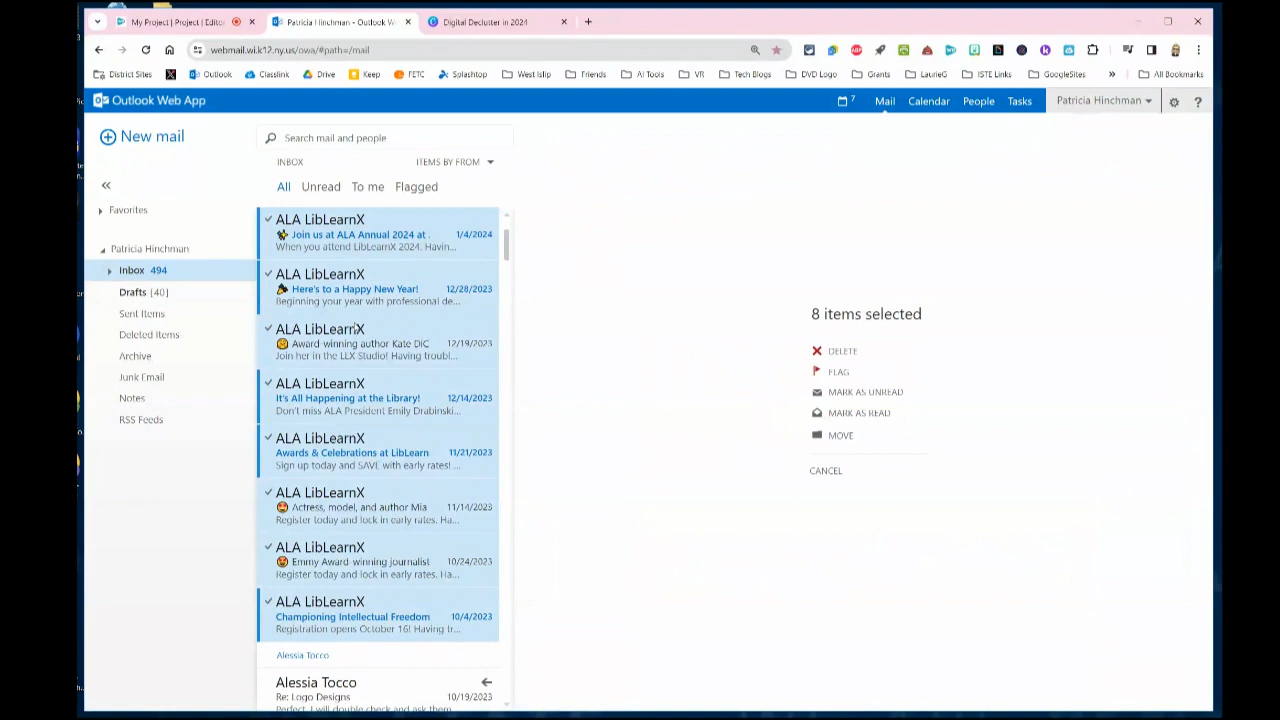 My Project | Project | Editor
Patricia Hinchman - Outlook W
Digital Declutter in 2024
webmail.wi.k12.ny.us/owa/#path=/mail
District Sites
Outlook
Classlink
Drive
Keep
FETC
Splashtop
West Islip
Friends
AI Tools
VR
Tech Blogs
DVD Logo
Grants
LaurieG
ISTE Links
GoogleSites
»
All Bookmarks
Outlook Web App
7
Mail
Calendar
People
Tasks
Patricia Hinchman
?
New mail
Search mail and people
INBOX
ITEMS BY FROM
«
All
Unread
To me
Flagged
Favorites
Patricia Hinchman
Inbox 494
Drafts [40]
Sent Items
Deleted Items
Archive
Junk Email
Notes
RSS Feeds
ALA LibLearnX
Join us at ALA Annual 2024 at . 1/4/2024
When you attend LibLearnX 2024. Havin...
ALA LibLearnX
Here's to a Happy New Year! 12/28/2023
Beginning your year with professional de...
ALA LibLearnX
Award-winning author Kate DiC 12/19/2023
Join her in the LLX Studio! Having troubl...
ALA LibLearnX
It's All Happening at the Library! 12/14/2023
Don't miss ALA President Emily Drabinski...
ALA LibLearnX
Awards & Celebrations at LibLearn 11/21/2023
Sign up today and SAVE with early rates! ...
ALA LibLearnX
Actress, model, and author Mia 11/14/2023
Register today and lock in early rates. Ha...
ALA LibLearnX
Emmy Award-winning journalist 10/24/2023
Register today and lock in early rates. Ha...
ALA LibLearnX
Championing Intellectual Freedom 10/4/2023
Registration opens October 16! Having tr...
Alessia Tocco
Alessia Tocco
Re: Logo Designs 10/19/2023
Perfect, I will double check and ask them
8 items selected
DELETE
FLAG
MARK AS UNREAD
MARK AS READ
MOVE
CANCEL